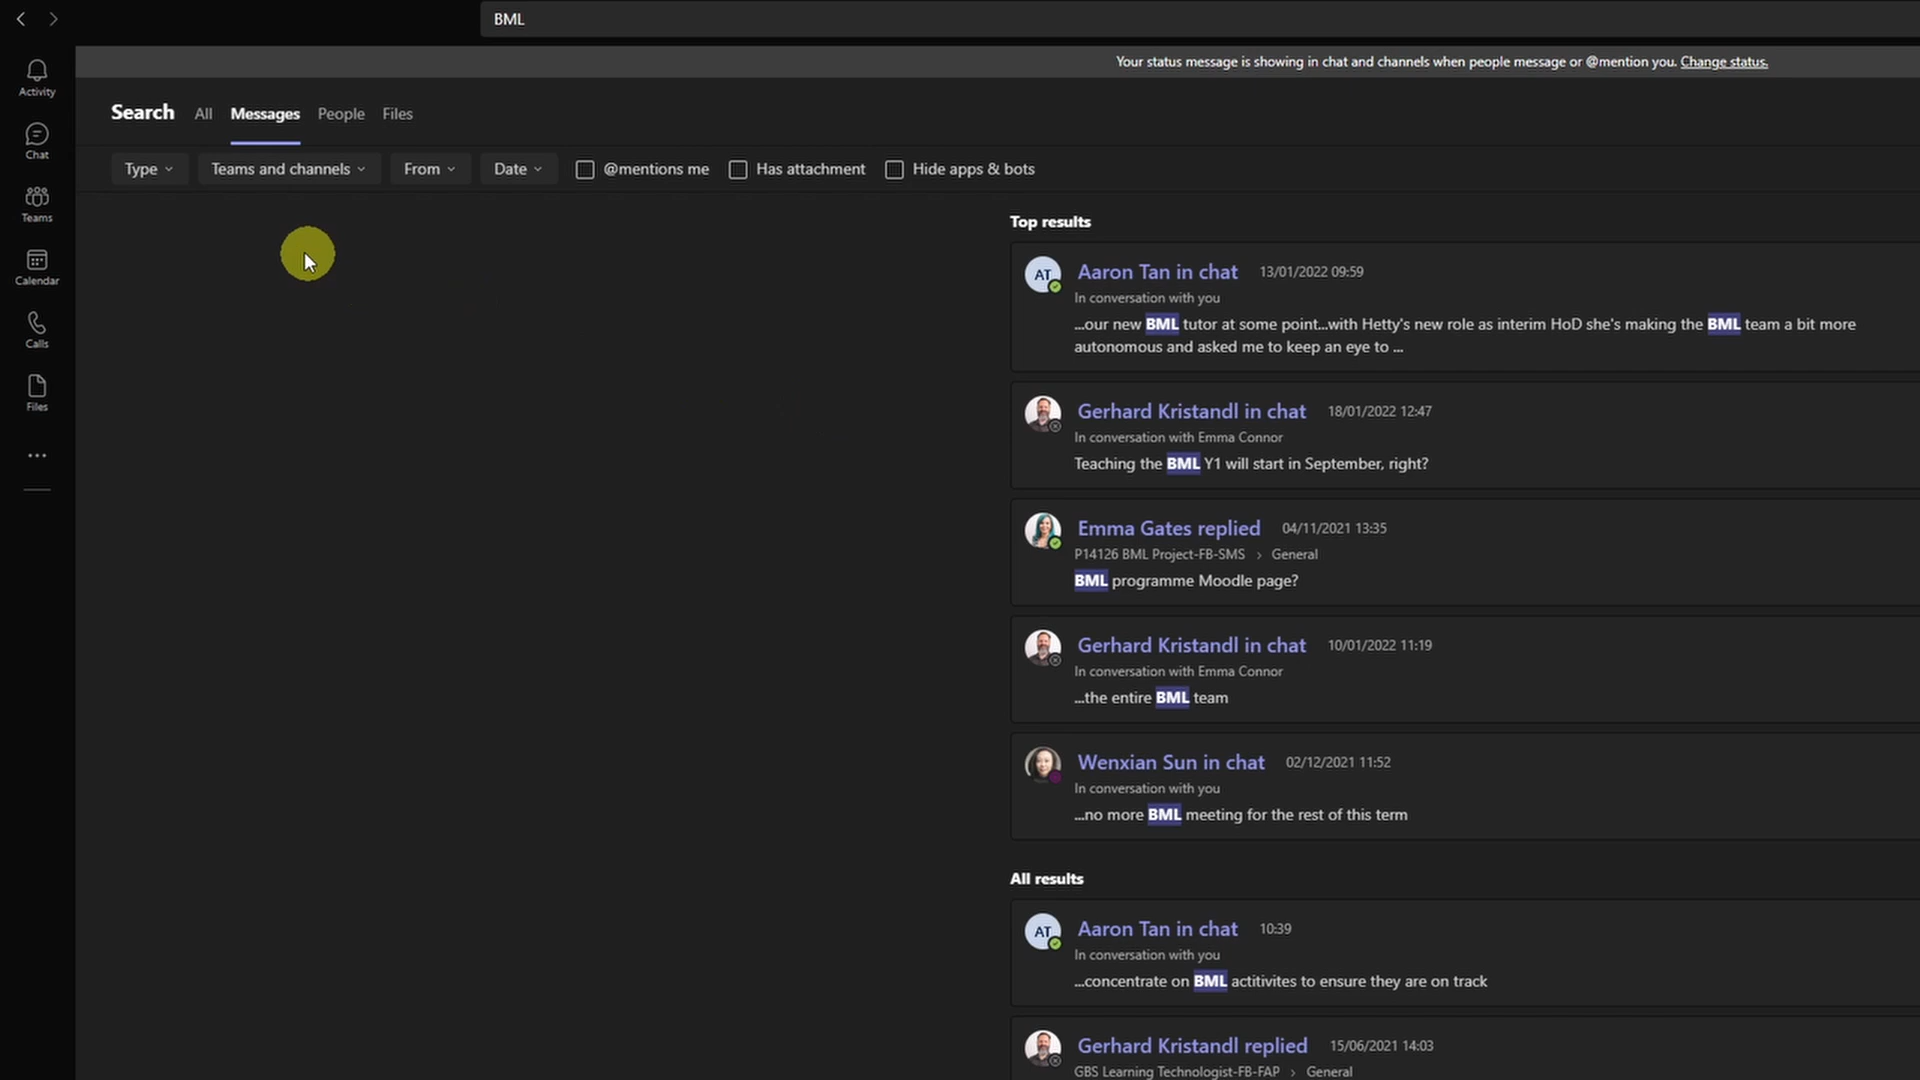 BML
Your status message is showing in chat and channels when people message or @mention you. Change status.
Activity
Chat
Teams
Calendar
Calls
Files
Search All Messages People Files
Type Teams and channels From Date @mentions me Has attachment Hide apps & bots
Top results
AT Aaron Tan in chat 13/01/2022 09:59
In conversation with you
...our new BML tutor at some point...with Hetty's new role as interim HoD she's making the BML team a bit more
autonomous and asked me to keep an eye to ...
Gerhard Kristandl in chat 18/01/2022 12:47
In conversation with Emma Connor
Teaching the BML Y1 will start in September, right?
Emma Gates replied 04/11/2021 13:35
P14126 BML Project-FB-SMS > General
BML programme Moodle page?
Gerhard Kristandl in chat 10/01/2022 11:19
In conversation with Emma Connor
...the entire BML team
Wenxian Sun in chat 02/12/2021 11:52
In conversation with you
...no more BML meeting for the rest of this term
All results
AT Aaron Tan in chat 10:39
In conversation with you
...concentrate on BML actitivites to ensure they are on track
Gerhard Kristandl replied 15/06/2021 14:03
GBS Learning Technologist-FB-FAP > General